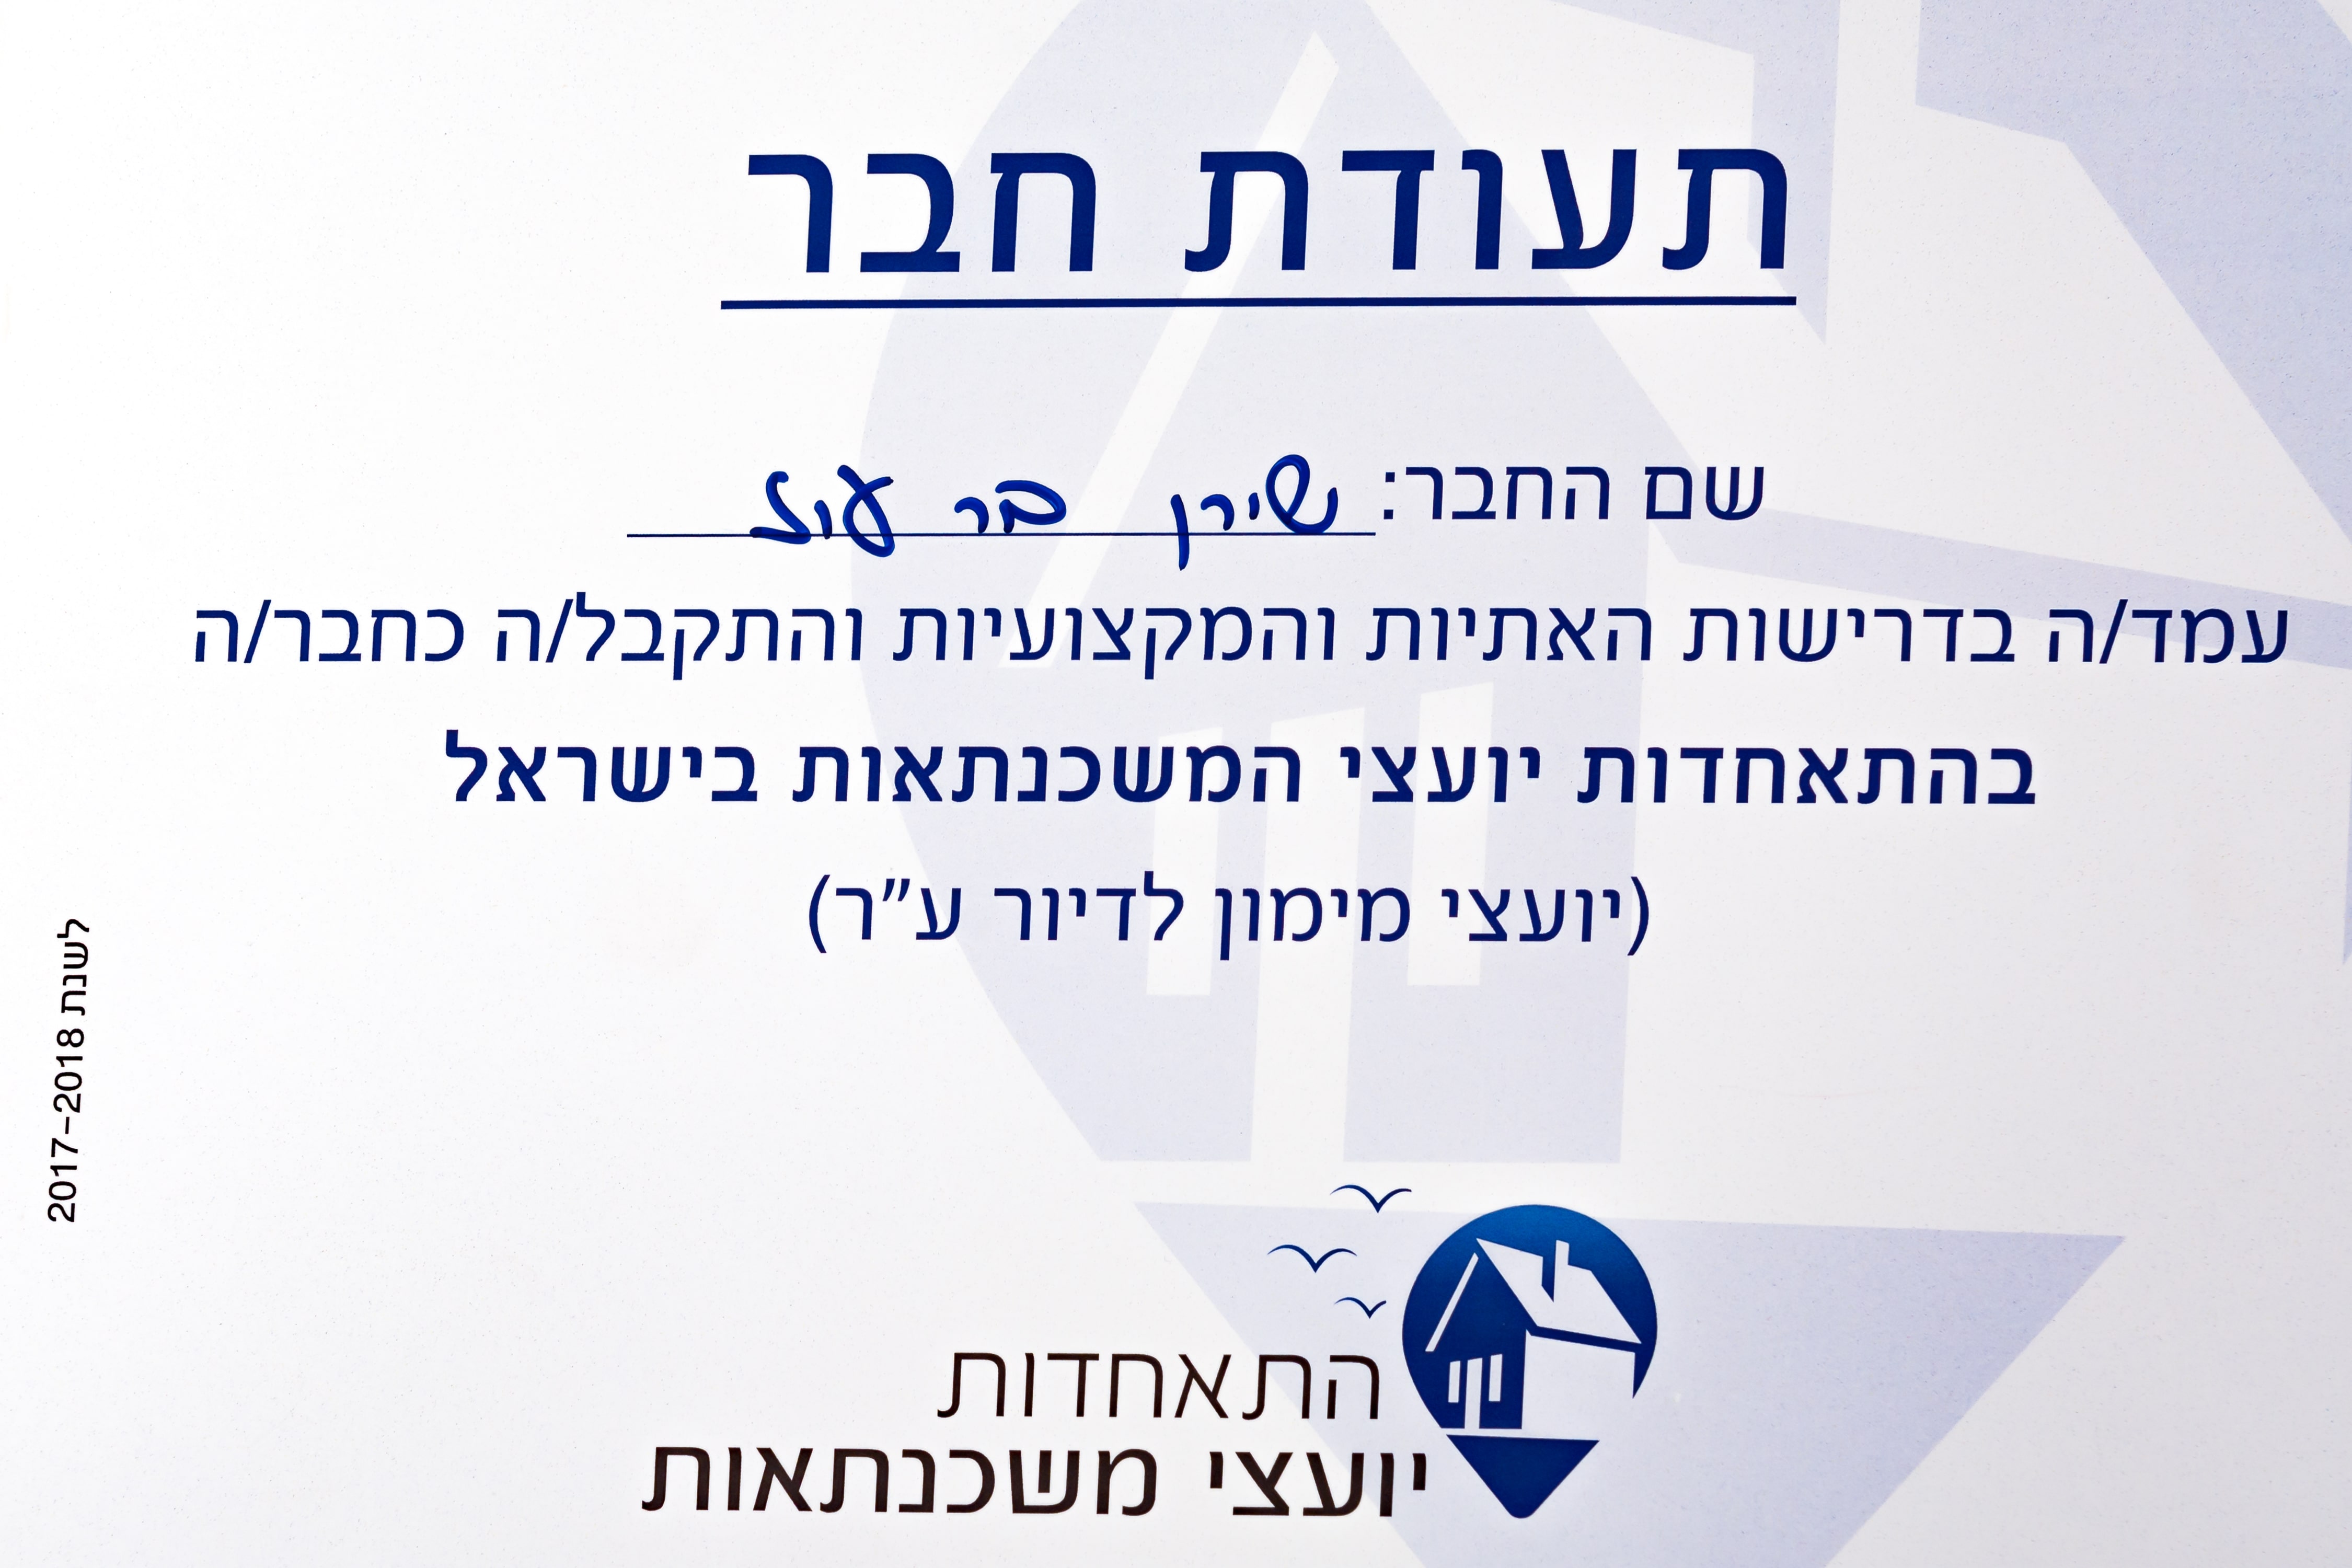 תעודת חבר
שם החבר: שירן בר עוז
עמד/ה בדרישות האתיות והמקצועיות והתקבל/ה כחבר/ה
בהתאחדות יועצי המשכנתאות בישראל
(יועצי מימון לדיור ע״ר)
לשנת 2017-2018
התאחדות
יועצי משכנתאות